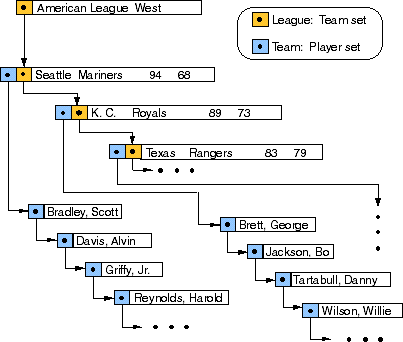 American League West
League: Team set
Team: Player set
Seattle Mariners 94 68
K. C. Royals 89 73
Texas Rangers 83 79
Bradley, Scott
Davis, Alvin
Griffy, Jr.
Reynolds, Harold
Brett, George
Jackson, Bo
Tartabull, Danny
Wilson, Willie